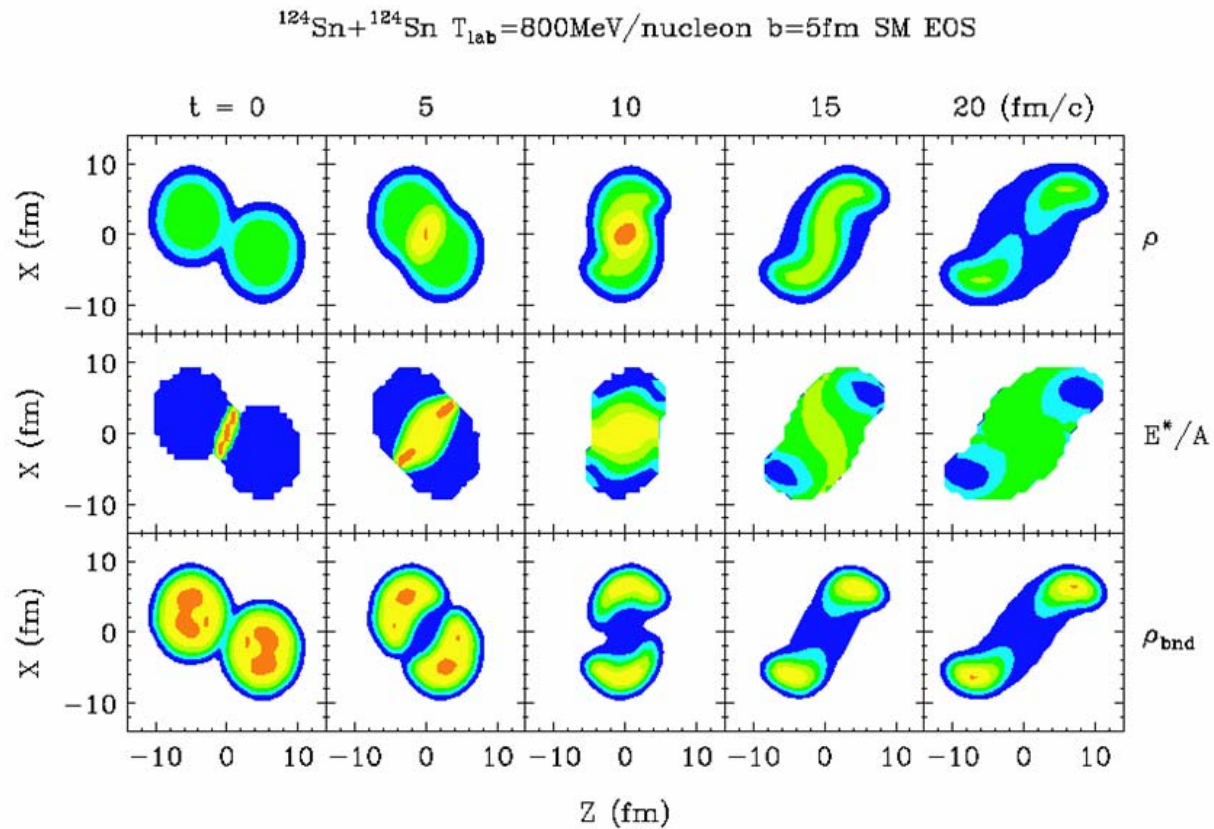 ¹²⁴Sn+¹²⁴Sn T_lab=800MeV/nucleon b=5fm SM EOS
t = 0 5 10 15 20 (fm/c)
10
X (fm) 0 ρ
−10
10
X (fm) 0 E*/A
−10
10
X (fm) 0 ρ_bnd
−10
−10 0 10 −10 0 10 −10 0 10 −10 0 10 −10 0 10
Z (fm)